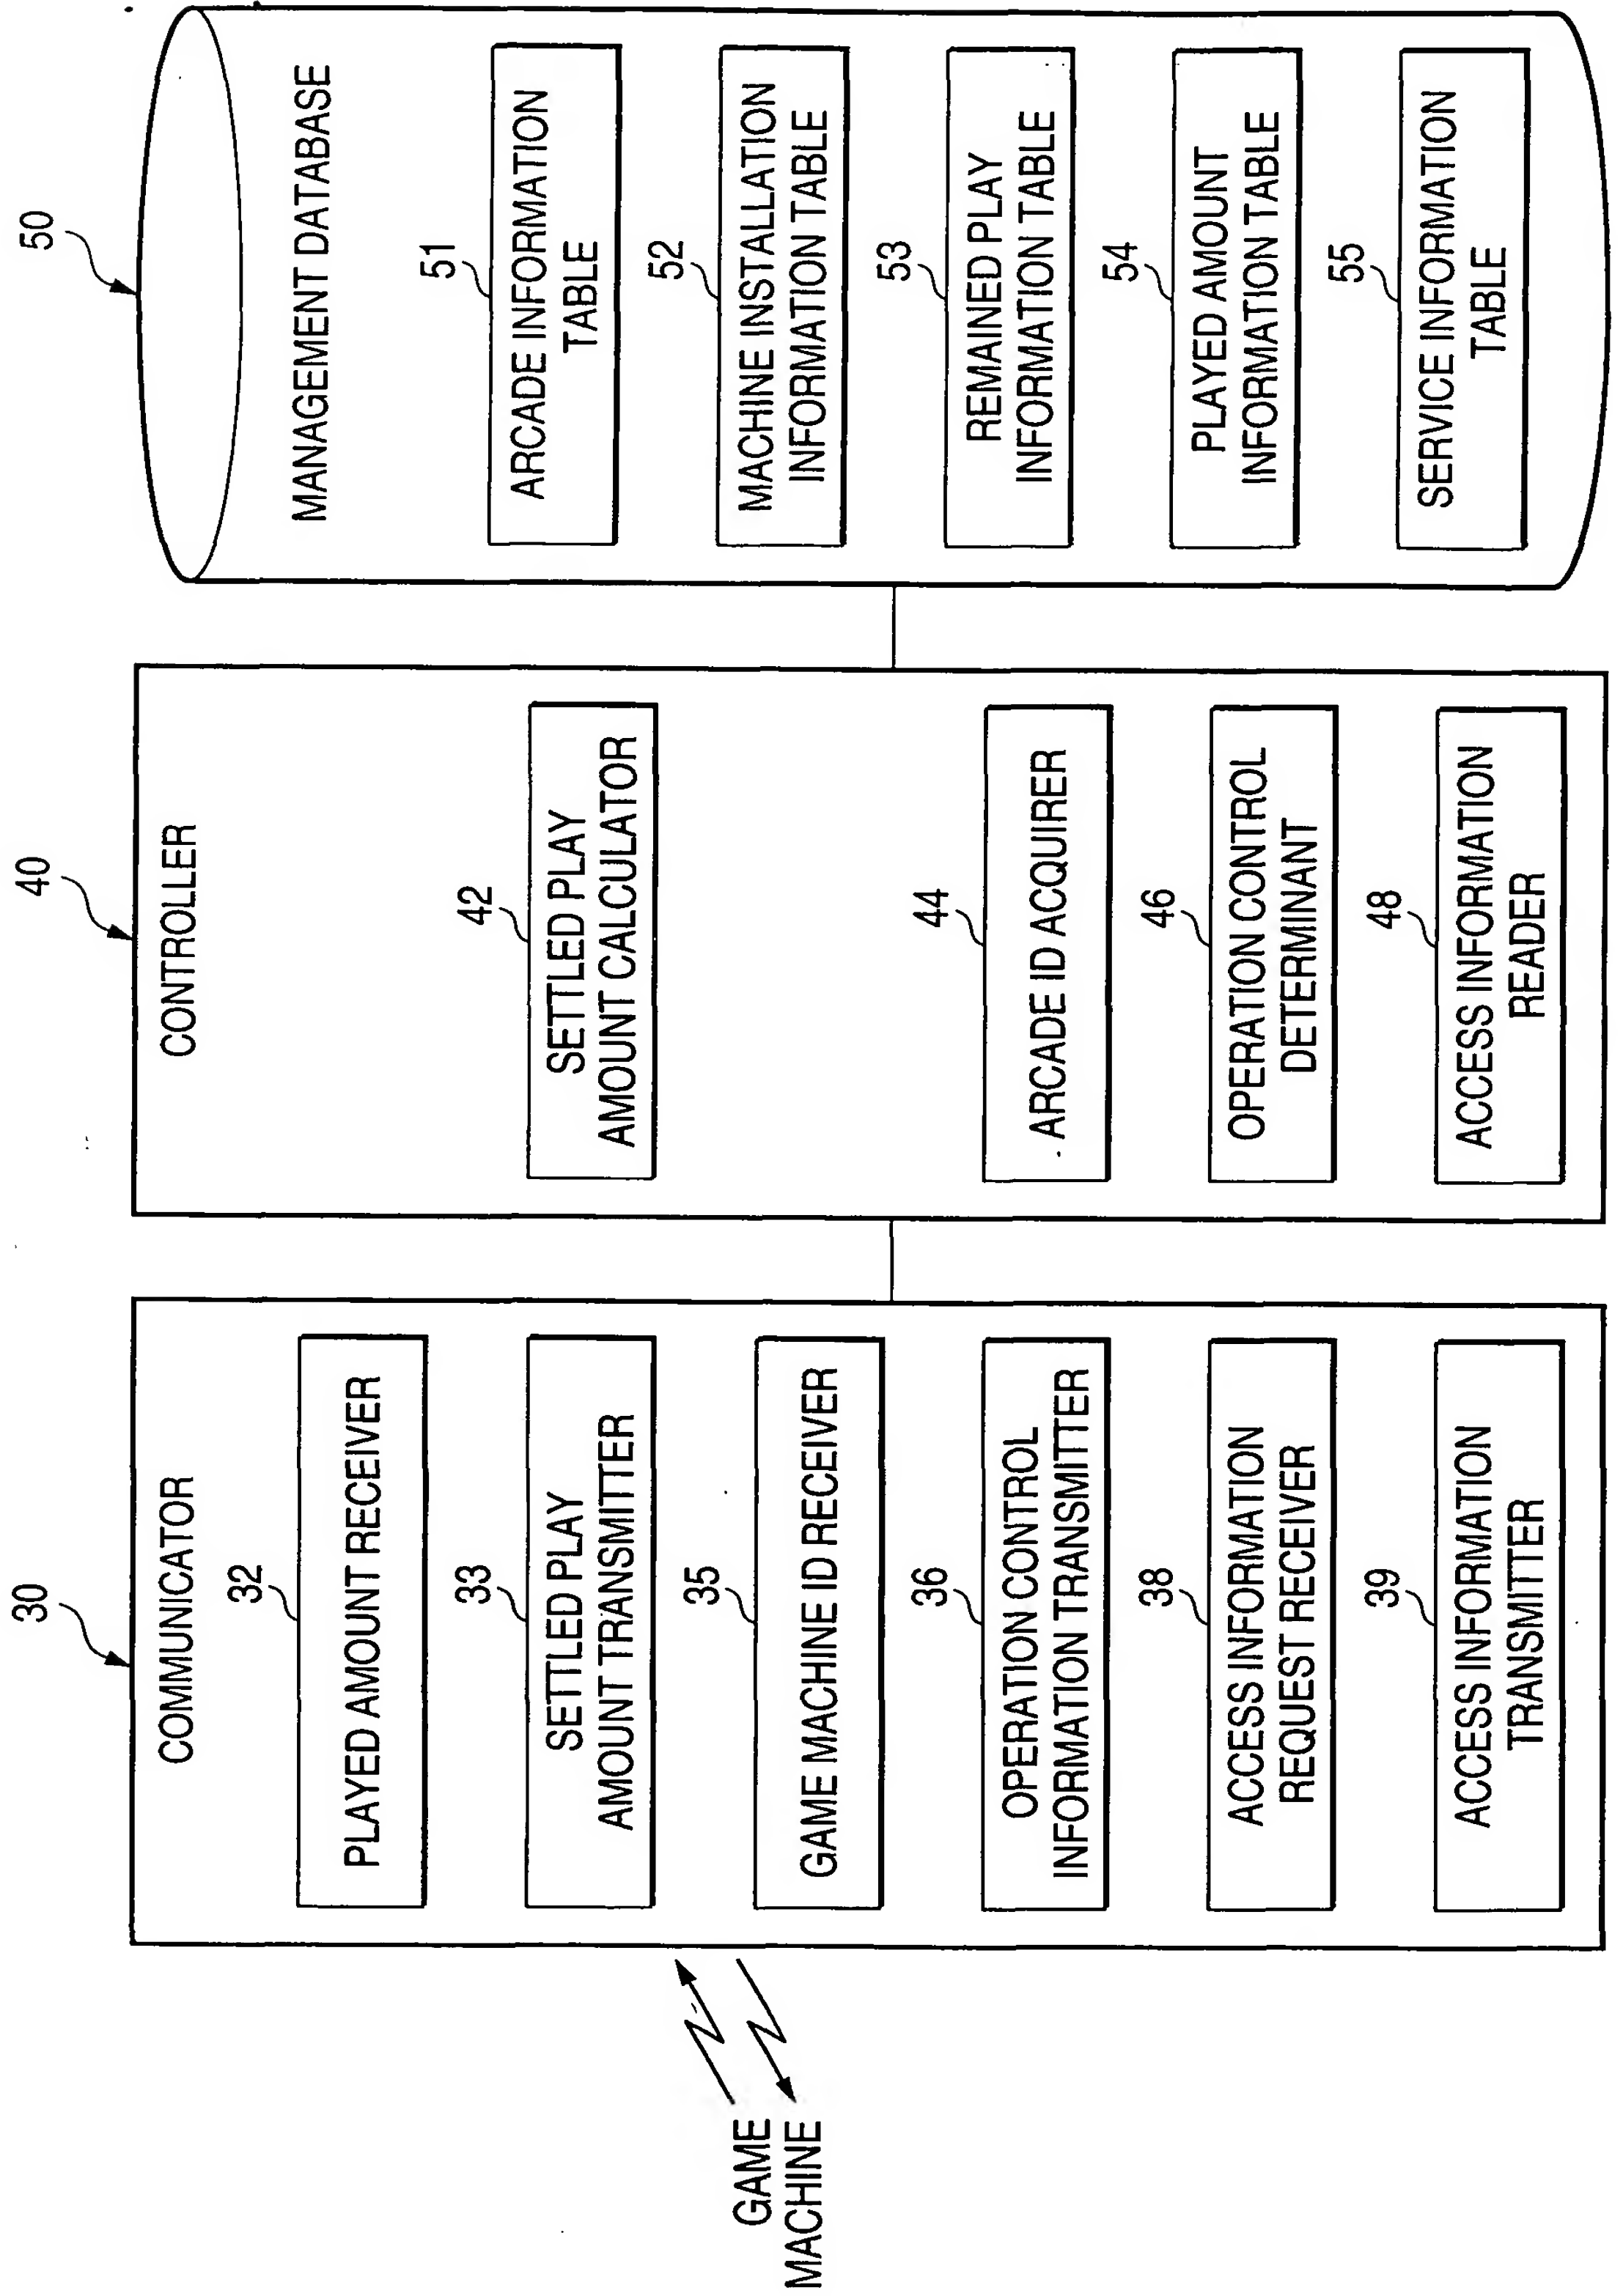 GAME
MACHINE
30
COMMUNICATOR
32
PLAYED AMOUNT RECEIVER
33
SETTLED PLAY
AMOUNT TRANSMITTER
35
GAME MACHINE ID RECEIVER
36
OPERATION CONTROL
INFORMATION TRANSMITTER
38
ACCESS INFORMATION
REQUEST RECEIVER
39
ACCESS INFORMATION
TRANSMITTER
40
CONTROLLER
42
SETTLED PLAY
AMOUNT CALCULATOR
44
ARCADE ID ACQUIRER
46
OPERATION CONTROL
DETERMINANT
48
ACCESS INFORMATION
READER
50
MANAGEMENT DATABASE
51
ARCADE INFORMATION
TABLE
52
MACHINE INSTALLATION
INFORMATION TABLE
53
REMAINED PLAY
INFORMATION TABLE
54
PLAYED AMOUNT
INFORMATION TABLE
55
SERVICE INFORMATION
TABLE